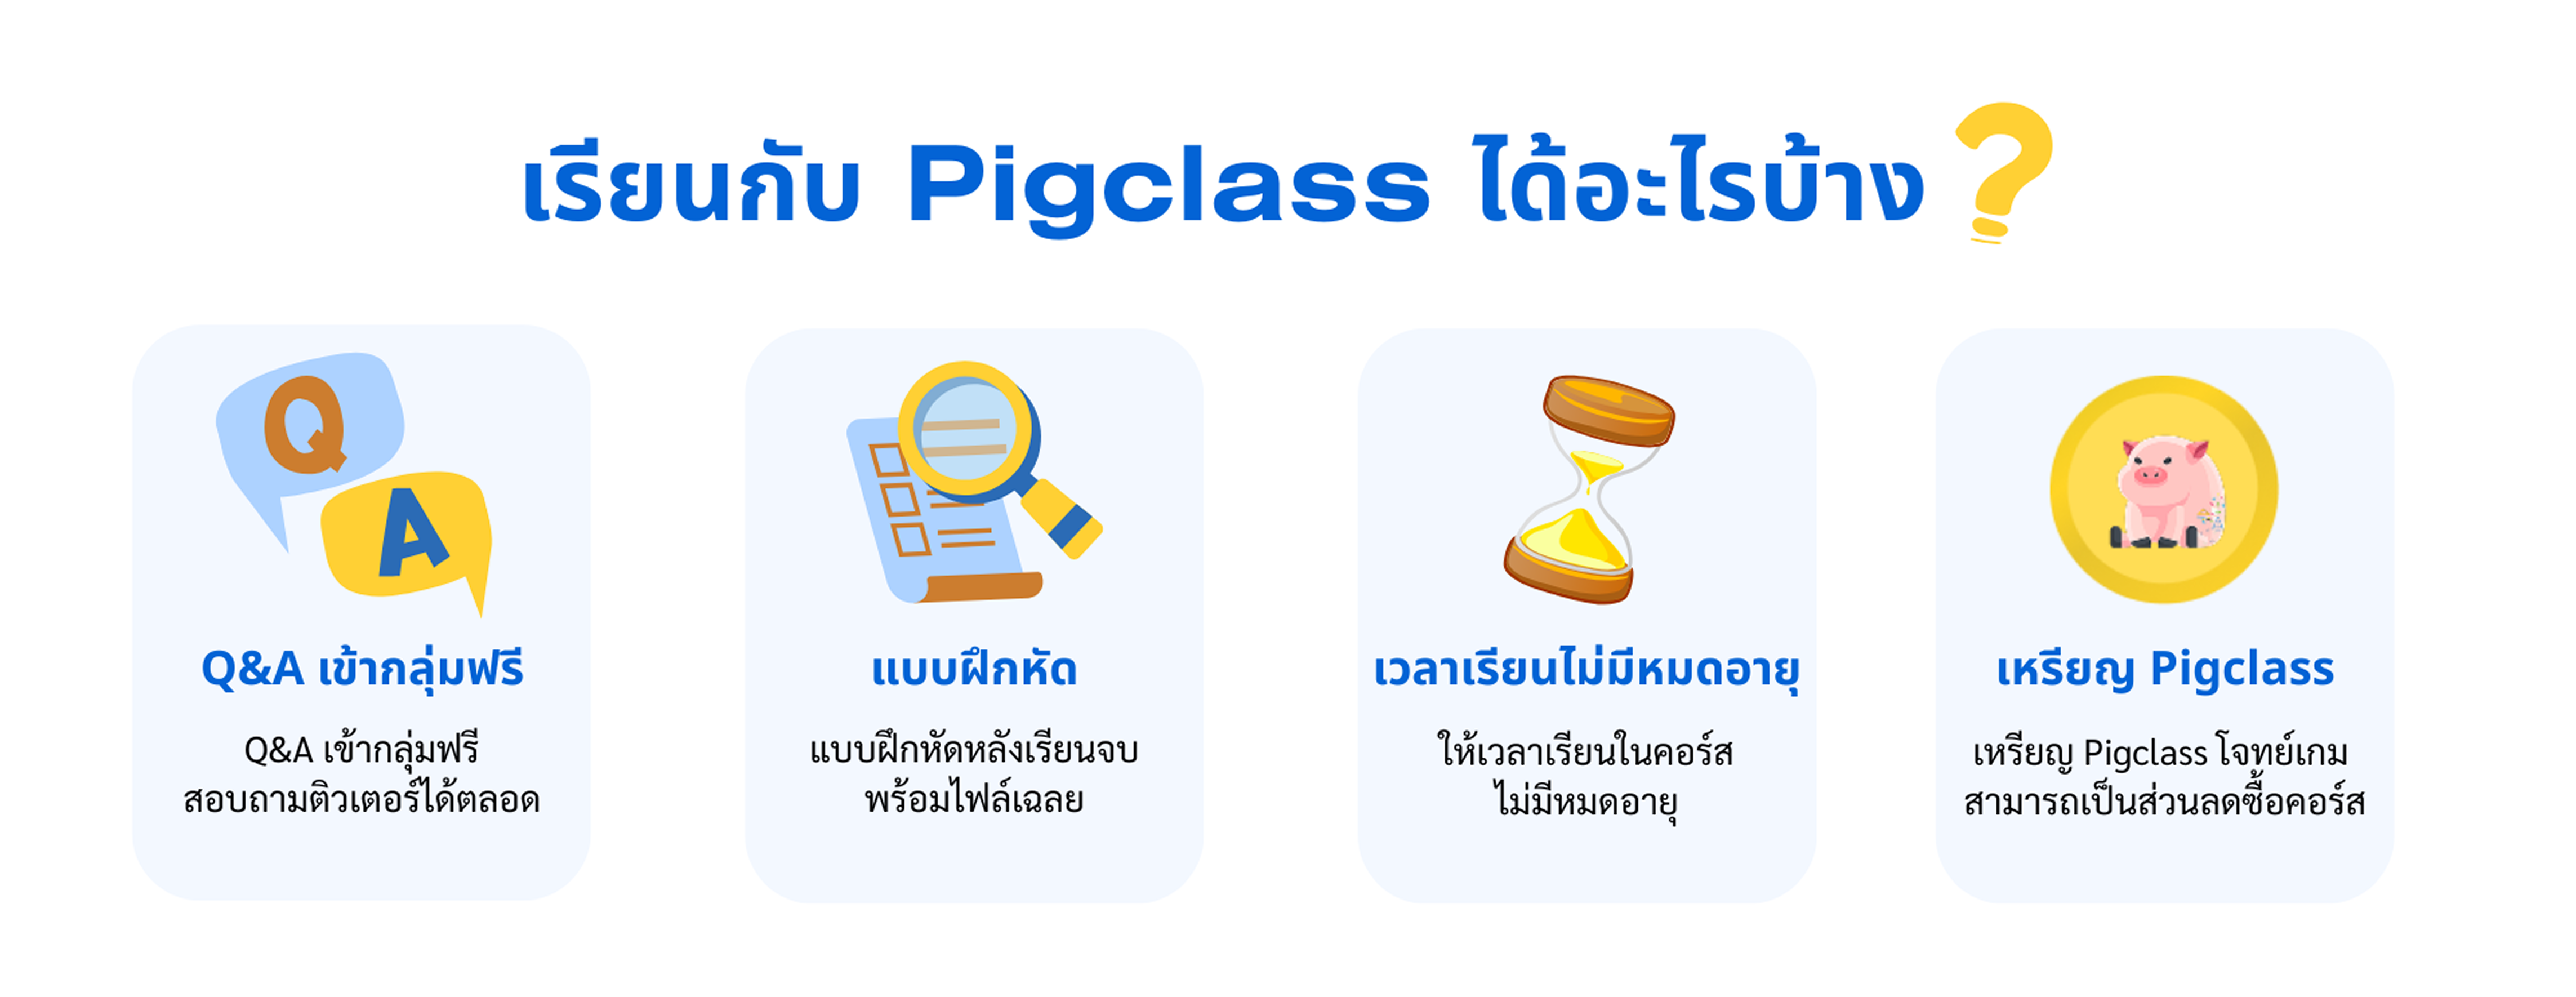 เรียนกับ Pigclass ได้อะไรบ้าง?
Q
A
Q&A เข้ากลุ่มฟรี
Q&A เข้ากลุ่มฟรี
สอบถามติวเตอร์ได้ตลอด
แบบฝึกหัด
แบบฝึกหัดหลังเรียนจบ
พร้อมไฟล์เฉลย
เวลาเรียนไม่มีหมดอายุ
ให้เวลาเรียนในคอร์ส
ไม่มีหมดอายุ
เหรียญ Pigclass
เหรียญ Pigclass โจทย์เกม
สามารถเป็นส่วนลดซื้อคอร์ส